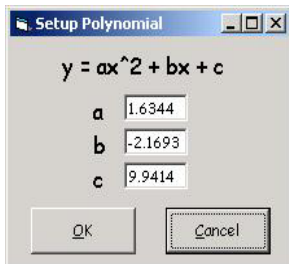 Setup Polynomial
y = ax^2 + bx + c
a 1.6344
b -2.1693
c 9.9414
OK Cancel